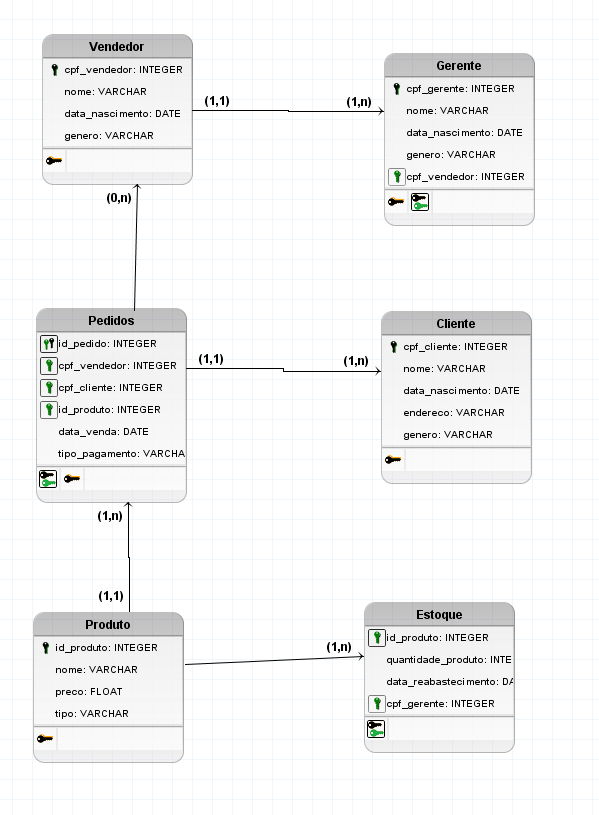 Vendedor
cpf_vendedor: INTEGER
nome: VARCHAR
data_nascimento: DATE
genero: VARCHAR
(1,1)
(1,n)
Gerente
cpf_gerente: INTEGER
nome: VARCHAR
data_nascimento: DATE
genero: VARCHAR
cpf_vendedor: INTEGER
(0,n)
Pedidos
id_pedido: INTEGER
cpf_vendedor: INTEGER
cpf_cliente: INTEGER
id_produto: INTEGER
data_venda: DATE
tipo_pagamento: VARCHA
(1,1)
(1,n)
Cliente
cpf_cliente: INTEGER
nome: VARCHAR
data_nascimento: DATE
endereco: VARCHAR
genero: VARCHAR
(1,n)
(1,1)
Produto
id_produto: INTEGER
nome: VARCHAR
preco: FLOAT
tipo: VARCHAR
(1,n)
Estoque
id_produto: INTEGER
quantidade_produto: INTE
data_reabastecimento: DA
cpf_gerente: INTEGER